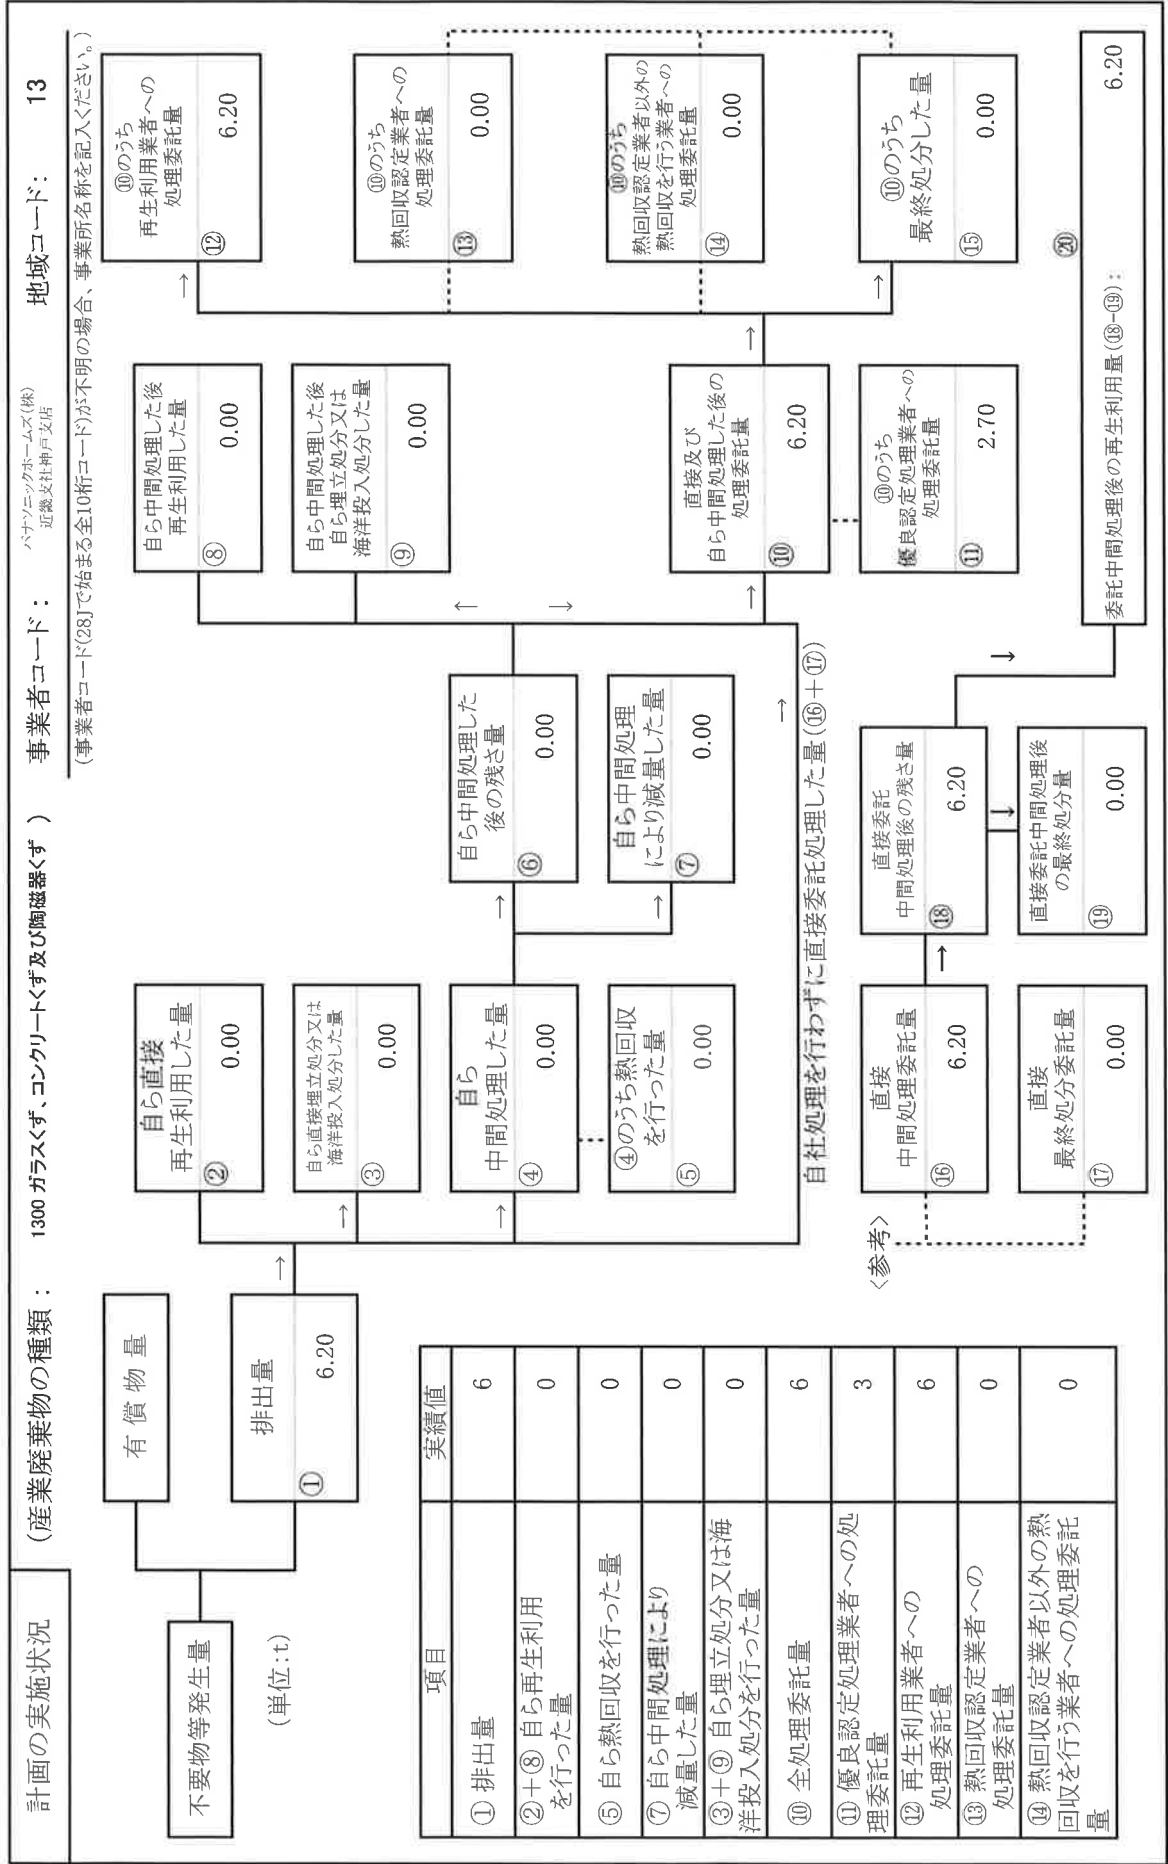 計画の実施状況
(産業廃棄物の種類: 1300 ガラスくず、コンクリートくず及び陶磁器くず )
事業者コード:
パナソニックホームズ(株)
近畿支社神戸支店
地域コード: 13
(事業者コード(28Jで始まる全10桁コード)が不明の場合、事業所名称を記入ください。)
不要物等発生量
(単位:t)
有償物量
排出量
① 6.20
→
自ら直接
再生利用した量
② 0.00
→
自ら直接埋立処分又は
海洋投入処分した量
③ 0.00
→
自ら
中間処理した量
④ 0.00
④のうち熱回収
を行った量
⑤ 0.00
→
自ら中間処理した
後の残さ量
⑥ 0.00
→
自ら中間処理
により減量した量
⑦ 0.00
自ら中間処理した後
再生利用した量
⑧ 0.00
自ら中間処理した後
自ら埋立処分又は
海洋投入処分した量
⑨ 0.00
↑
↓
→
直接及び
自ら中間処理した後の
処理委託量
⑩ 6.20
⑩のうち
優良認定処理業者への
処理委託量
⑪ 2.70
→
→
⑩のうち
再生利用業者への
処理委託量
⑫ 6.20
⑩のうち
熱回収認定業者への
処理委託量
⑬ 0.00
⑩のうち
熱回収認定業者以外の
熱回収を行う業者への
処理委託量
⑭ 0.00
→
⑩のうち
最終処分した量
⑮ 0.00
自社処理を行わずに直接委託処理した量(⑯+⑰)
→
<参考>
直接
中間処理委託量
⑯ 6.20
直接
最終処分委託量
⑰ 0.00
→
直接委託
中間処理後の残さ量
⑱ 6.20
↓
直接委託中間処理後
の最終処分量
⑲ 0.00
↓
⑳
委託中間処理後の再生利用量(⑱-⑲): 6.20
項目 実績値
① 排出量 6
②+⑧ 自ら再生利用
を行った量 0
⑤ 自ら熱回収を行った量 0
⑦ 自ら中間処理により
減量した量 0
③+⑨ 自ら埋立処分又は海
洋投入処分を行った量 0
⑩ 全処理委託量 6
⑪ 優良認定処理業者への処
理委託量 3
⑫ 再生利用業者への
処理委託量 6
⑬ 熱回収認定業者への
処理委託量 0
⑭ 熱回収認定業者以外の熱
回収を行う業者への処理委託
量 0